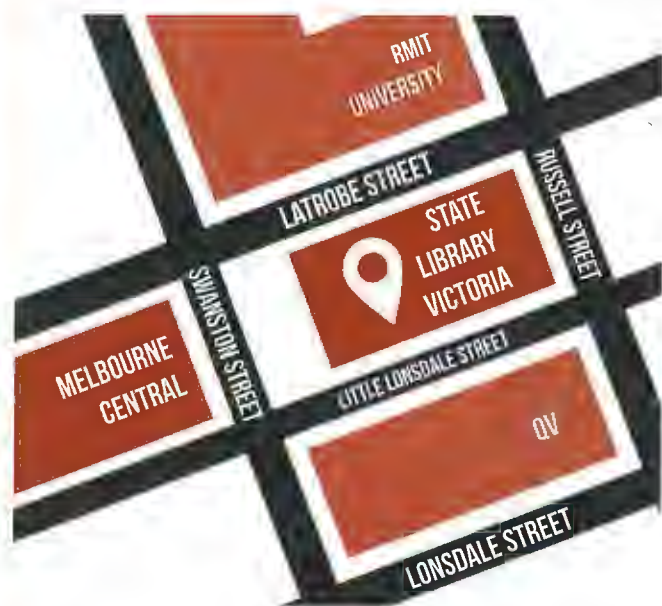 RMIT
UNIVERSITY
LATROBE STREET
RUSSELL STREET
STATE
LIBRARY
VICTORIA
SWANSTON STREET
MELBOURNE
CENTRAL
LITTLE LONSDALE STREET
QV
LONSDALE STREET